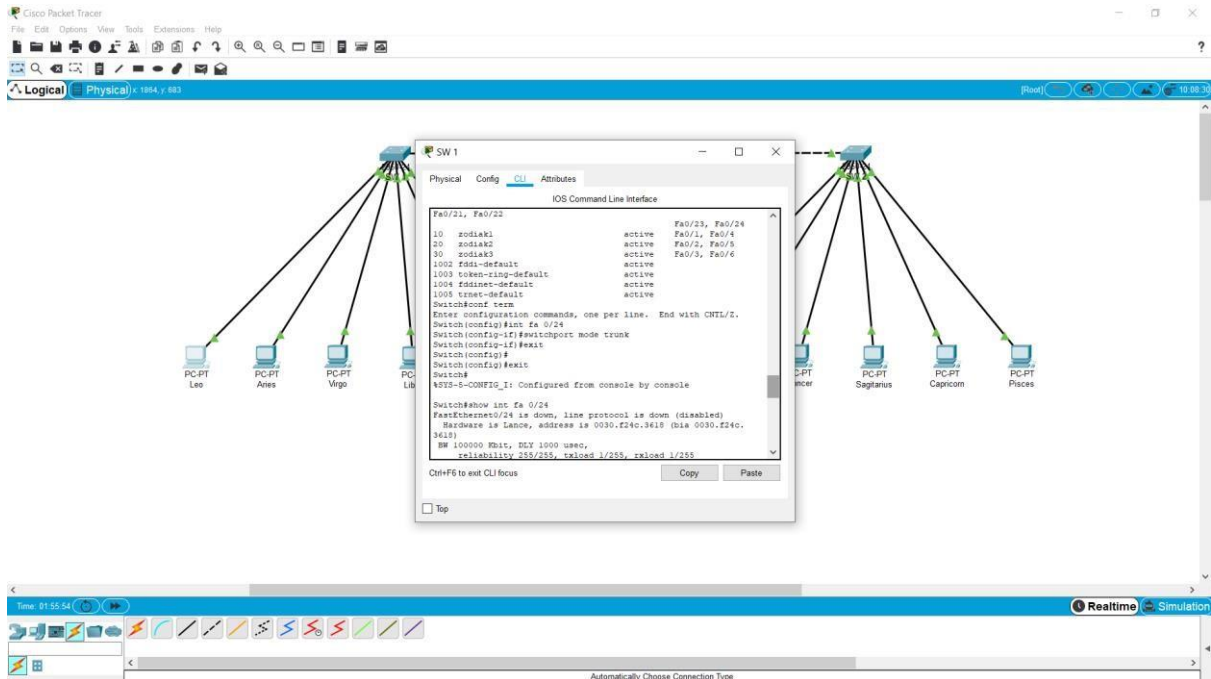 Cisco Packet Tracer
File Edit Options View Tools Extensions Help
?
Logical Physical x: 1864, y: 683 [Root] 10:08:30
SW 1
Physical Config CLI Attributes
IOS Command Line Interface
Fa0/21, Fa0/22
Fa0/23, Fa0/24
10 zodiak1 active Fa0/1, Fa0/4
20 zodiak2 active Fa0/2, Fa0/5
30 zodiak3 active Fa0/3, Fa0/6
1002 fddi-default active
1003 token-ring-default active
1004 fddinet-default active
1005 trnet-default active
Switch#conf term
Enter configuration commands, one per line. End with CNTL/Z.
Switch(config)#int fa 0/24
Switch(config-if)#switchport mode trunk
Switch(config-if)#exit
Switch(config)#
Switch(config)#exit
Switch#
%SYS-5-CONFIG_I: Configured from console by console
Switch#show int fa 0/24
FastEthernet0/24 is down, line protocol is down (disabled)
Hardware is Lance, address is 0030.f24c.3618 (bia 0030.f24c.
3618)
BW 100000 Kbit, DLY 1000 usec,
reliability 255/255, txload 1/255, rxload 1/255
Ctrl+F6 to exit CLI focus
Copy Paste
Top
PC-PT
Leo
PC-PT
Aries
PC-PT
Virgo
PC-
Lib
C-PT
ncer
PC-PT
Sagitarius
PC-PT
Capricorn
PC-PT
Pisces
Time: 01:55:54 Realtime Simulation
Automatically Choose Connection Type